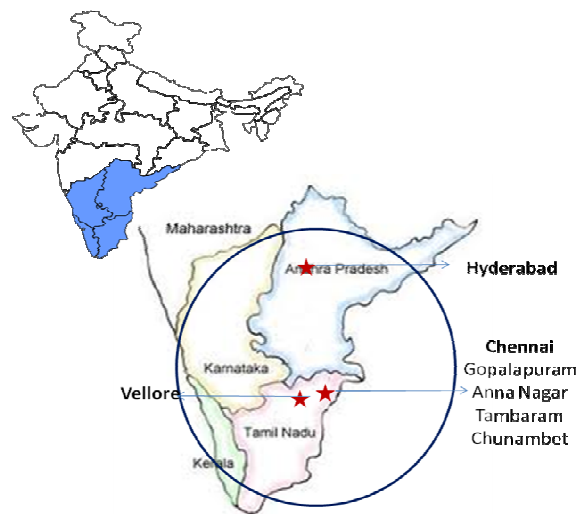 Maharashtra
Andhra Pradesh
Hyderabad
Chennai
Gopalapuram
Karnataka
Vellore
Anna Nagar
Tambaram
Tamil Nadu
Chunambet
Kerala